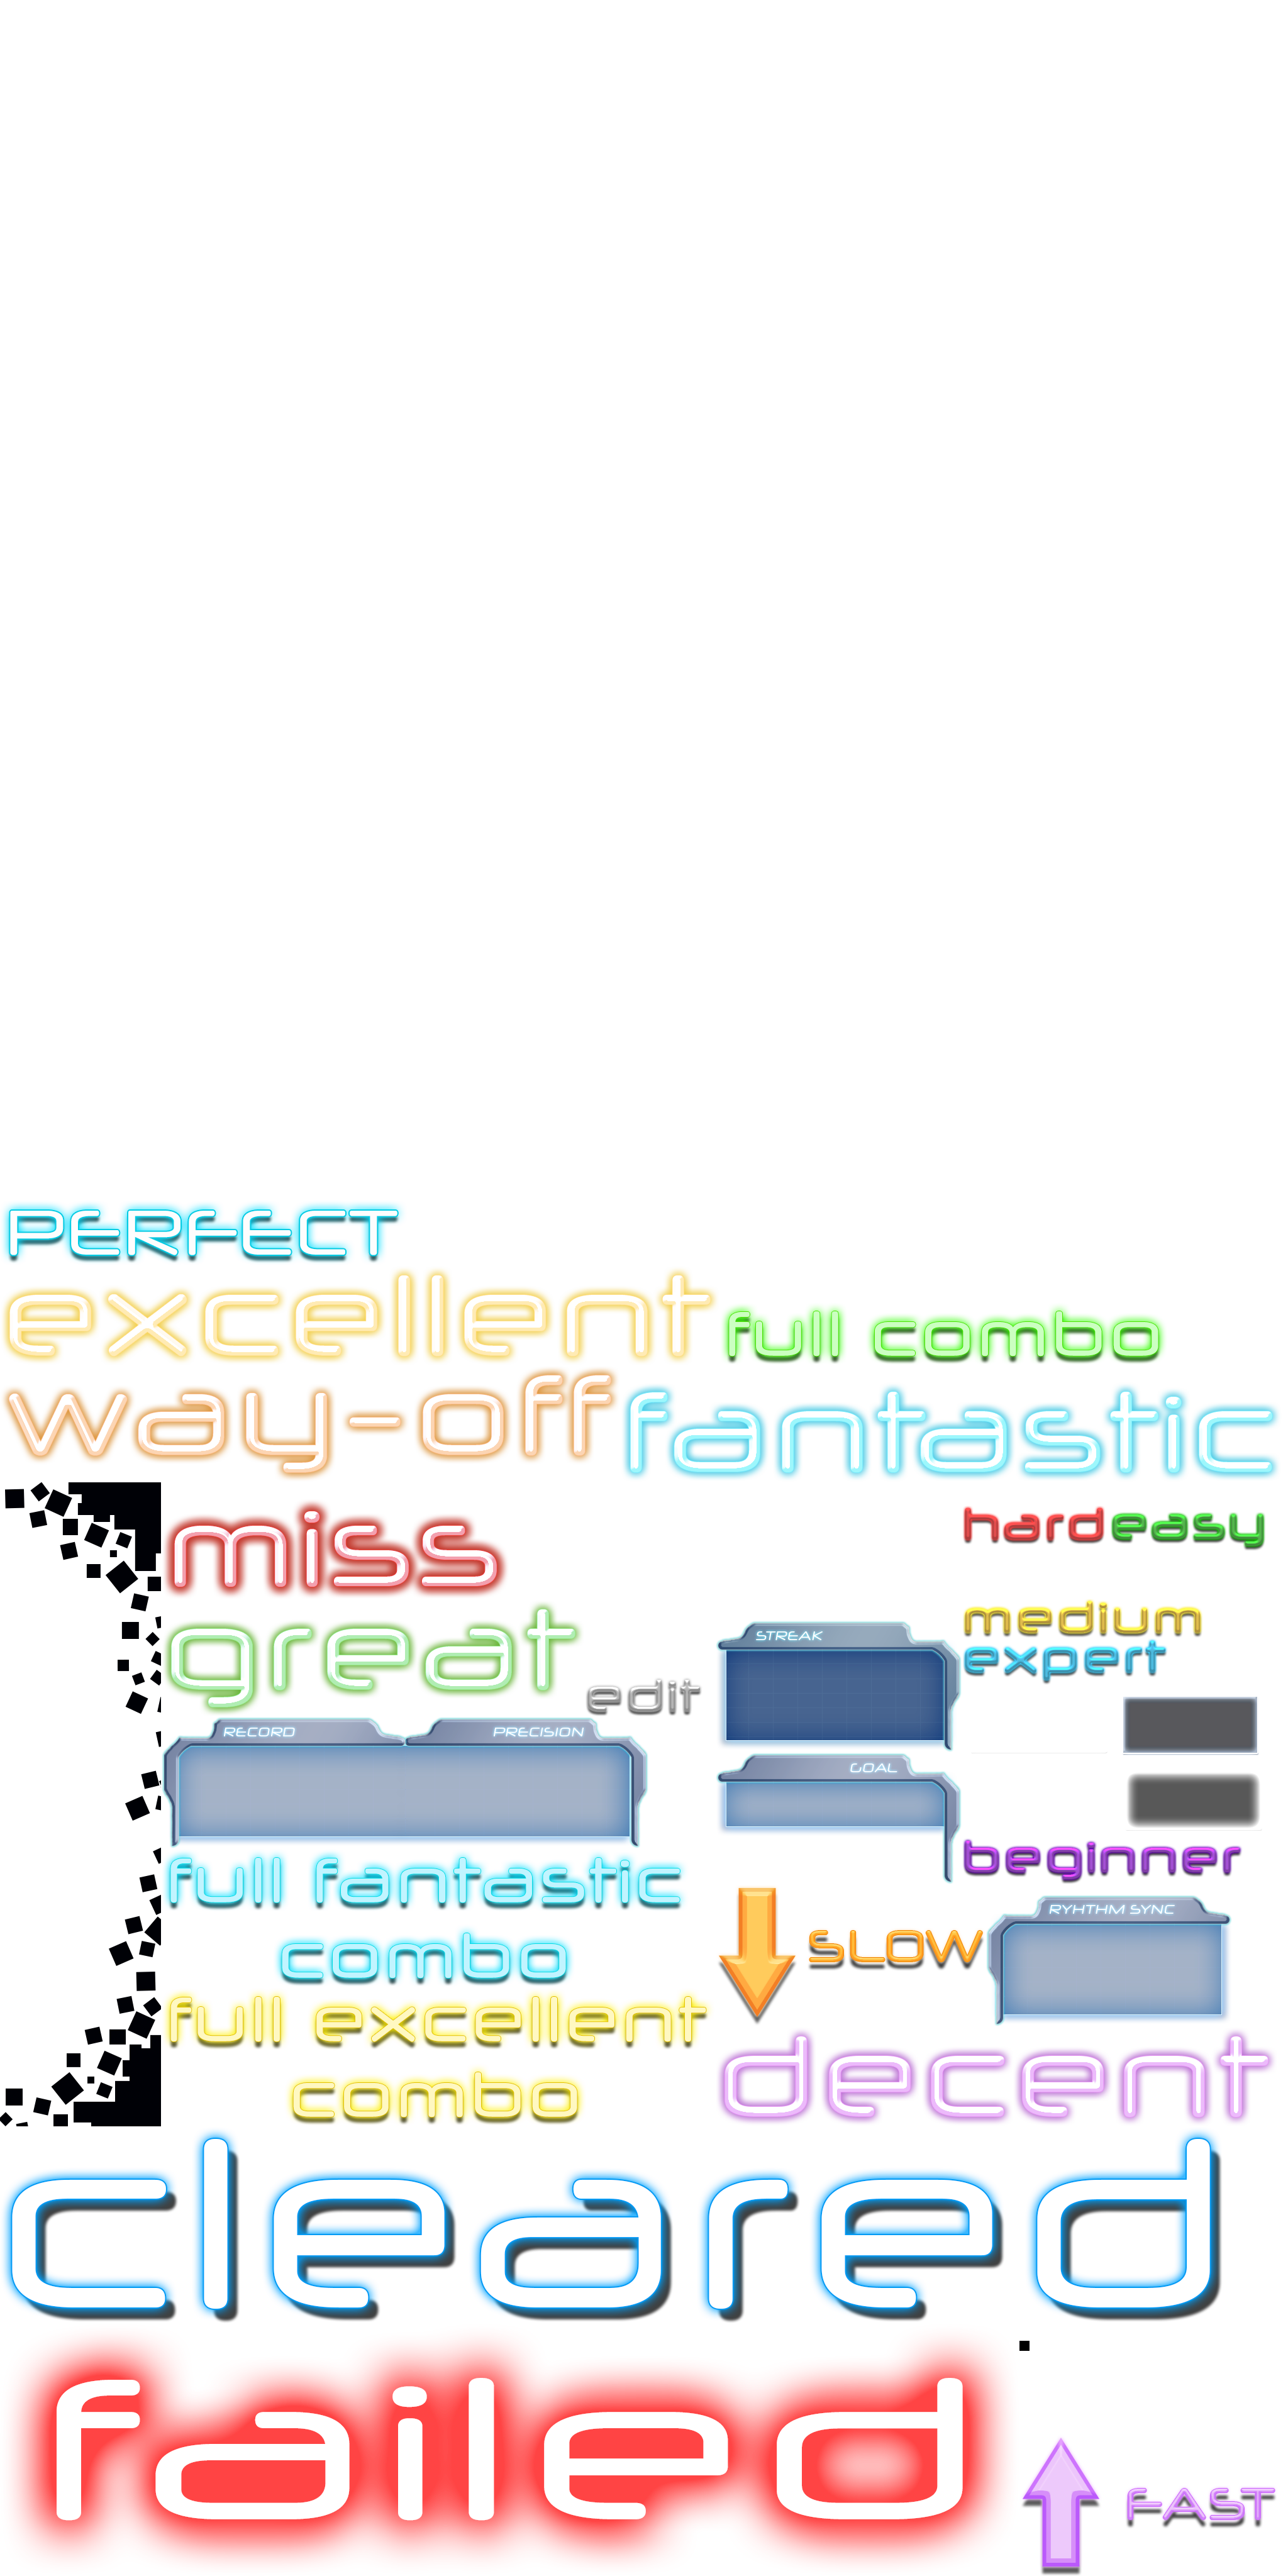 PERFECT
excellent
full combo
way-off
fantastic
miss
hard
easy
great
medium
expert
STREAK
edit
RECORD
PRECISION
GOAL
beginner
full fantastic
combo
SLOW
RYHTHM SYNC
full excellent
combo
decent
cleared
failed
FAST